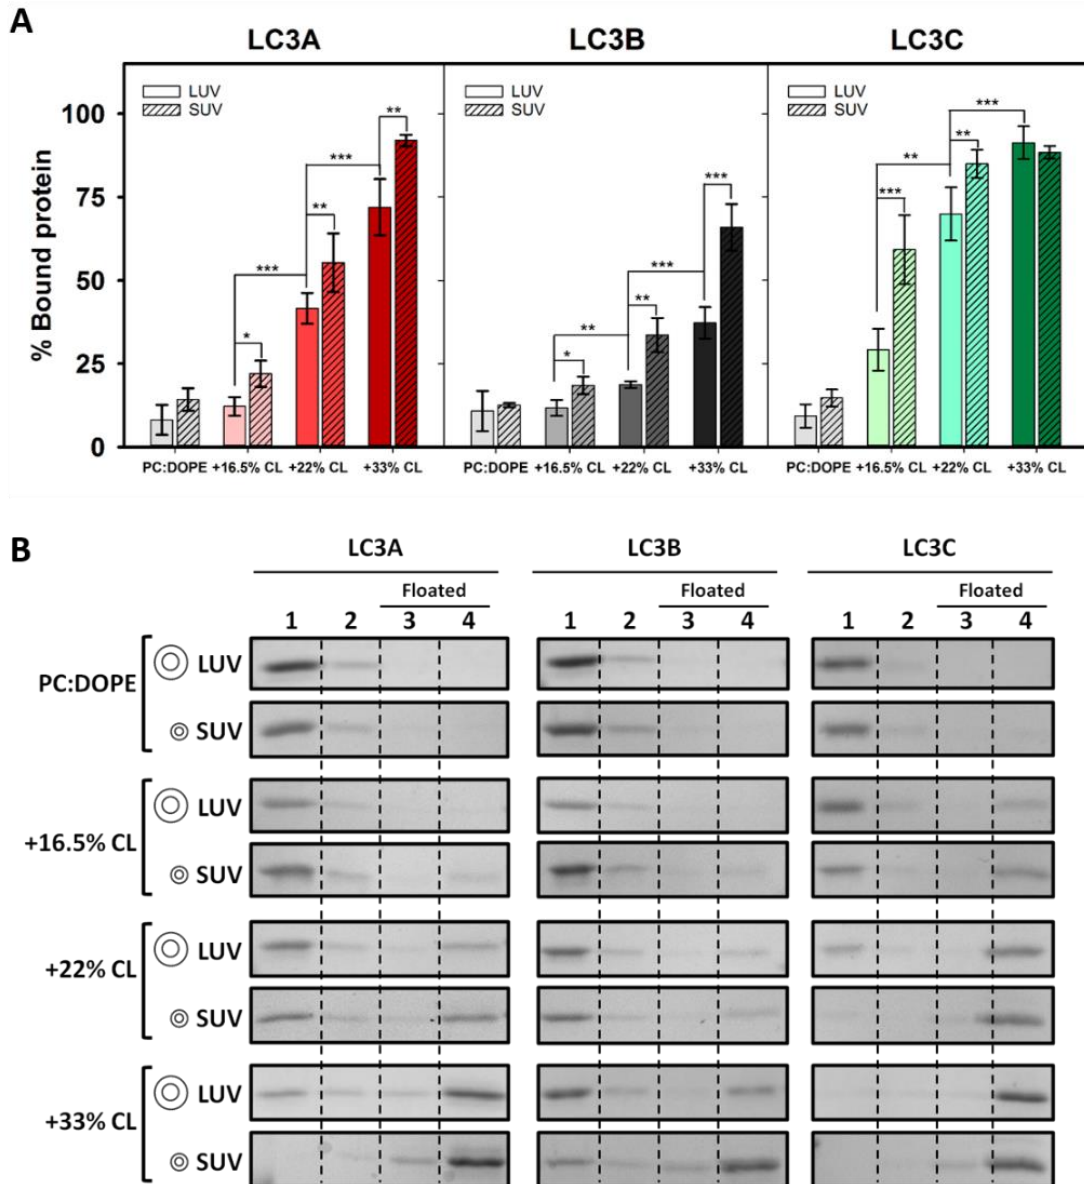 A
LC3A LC3B LC3C
LUV LUV LUV
SUV SUV SUV
** *** *** ** *** ** * *** *** ** ** * *** ** ** ***
% Bound protein
100
75
50
25
0
PC:DOPE +16.5% CL +22% CL +33% CL PC:DOPE +16.5% CL +22% CL +33% CL PC:DOPE +16.5% CL +22% CL +33% CL
B
LC3A LC3B LC3C
Floated Floated Floated
1 2 3 4 1 2 3 4 1 2 3 4
PC:DOPE
LUV
SUV
+16.5% CL
LUV
SUV
+22% CL
LUV
SUV
+33% CL
LUV
SUV